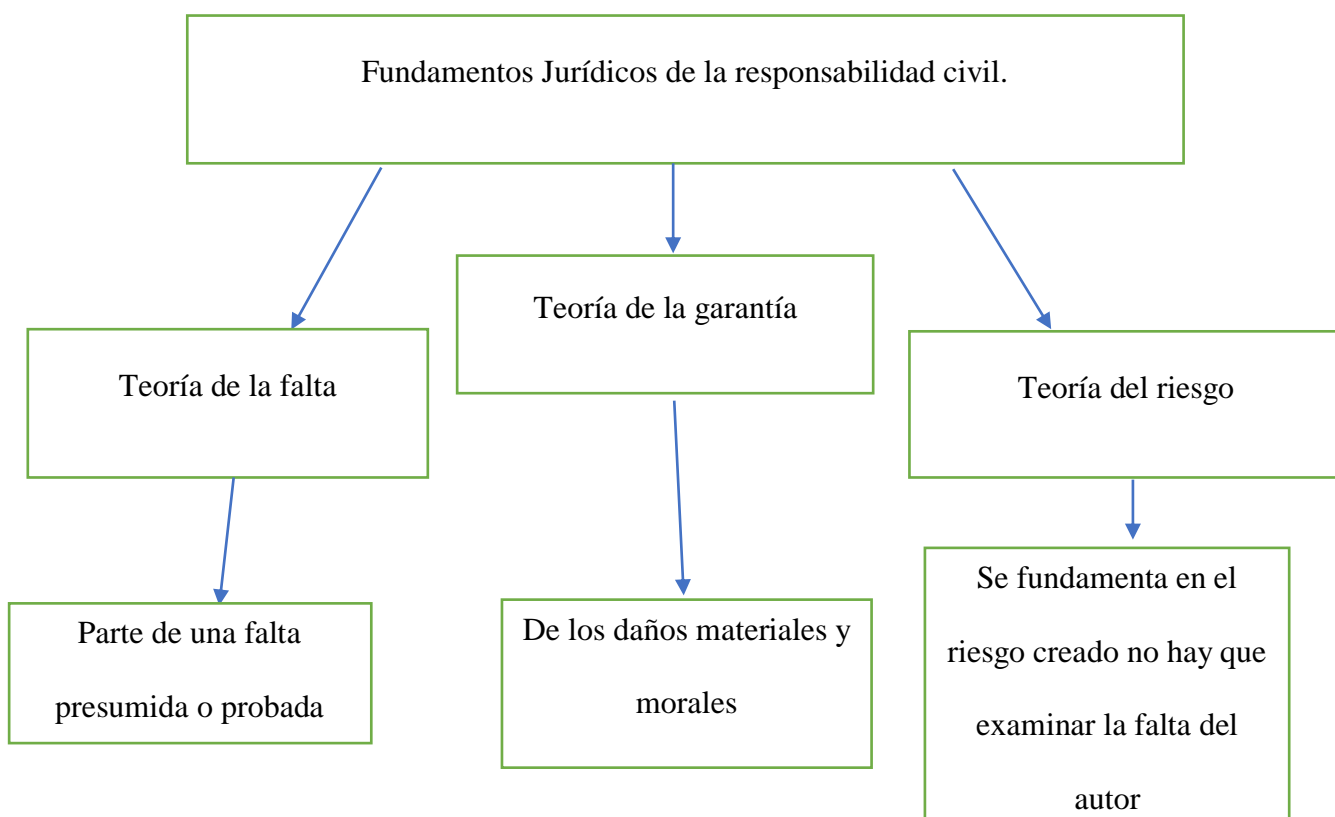 Fundamentos Jurídicos de la responsabilidad civil.
Teoría de la falta
Teoría de la garantía
Teoría del riesgo
Parte de una falta
presumida o probada
De los daños materiales y
morales
Se fundamenta en el
riesgo creado no hay que
examinar la falta del
autor